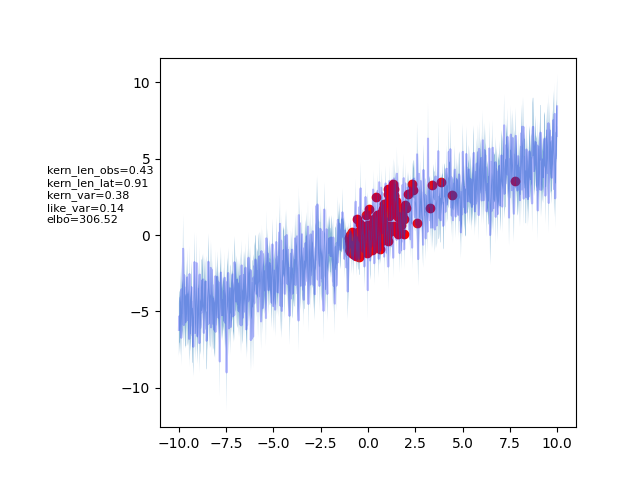 10
5
0
−5
−10
kern_len_obs=0.43
kern_len_lat=0.91
kern_var=0.38
like_var=0.14
elbo=306.52
−10.0 −7.5 −5.0 −2.5 0.0 2.5 5.0 7.5 10.0